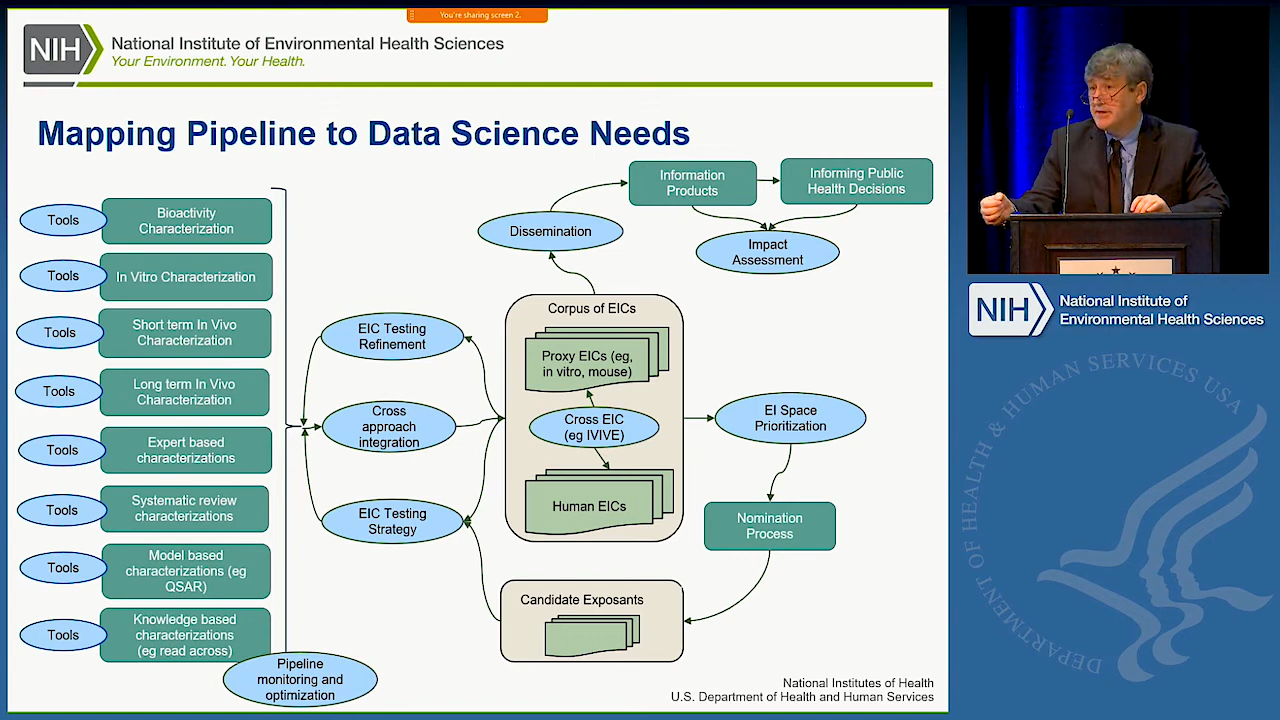 You're sharing screen 2.
NIH
National Institute of Environmental Health Sciences
Your Environment. Your Health.
Mapping Pipeline to Data Science Needs
Tools
Bioactivity
Characterization
Tools
In Vitro Characterization
Tools
Short term In Vivo
Characterization
Tools
Long term In Vivo
Characterization
Tools
Expert based
characterizations
Tools
Systematic review
characterizations
Tools
Model based
characterizations (eg
QSAR)
Tools
Knowledge based
characterizations
(eg read across)
Pipeline
monitoring and
optimization
EIC Testing
Refinement
Cross
approach
integration
EIC Testing
Strategy
Dissemination
Information
Products
Informing Public
Health Decisions
Impact
Assessment
Corpus of EICs
Proxy EICs (eg,
in vitro, mouse)
Cross EIC
(eg IVIVE)
Human EICs
EI Space
Prioritization
Nomination
Process
Candidate Exposants
National Institutes of Health
U.S. Department of Health and Human Services
NIH
National Institute of
Environmental Health Sciences
DEPARTMENT OF HEALTH & HUMAN SERVICES USA